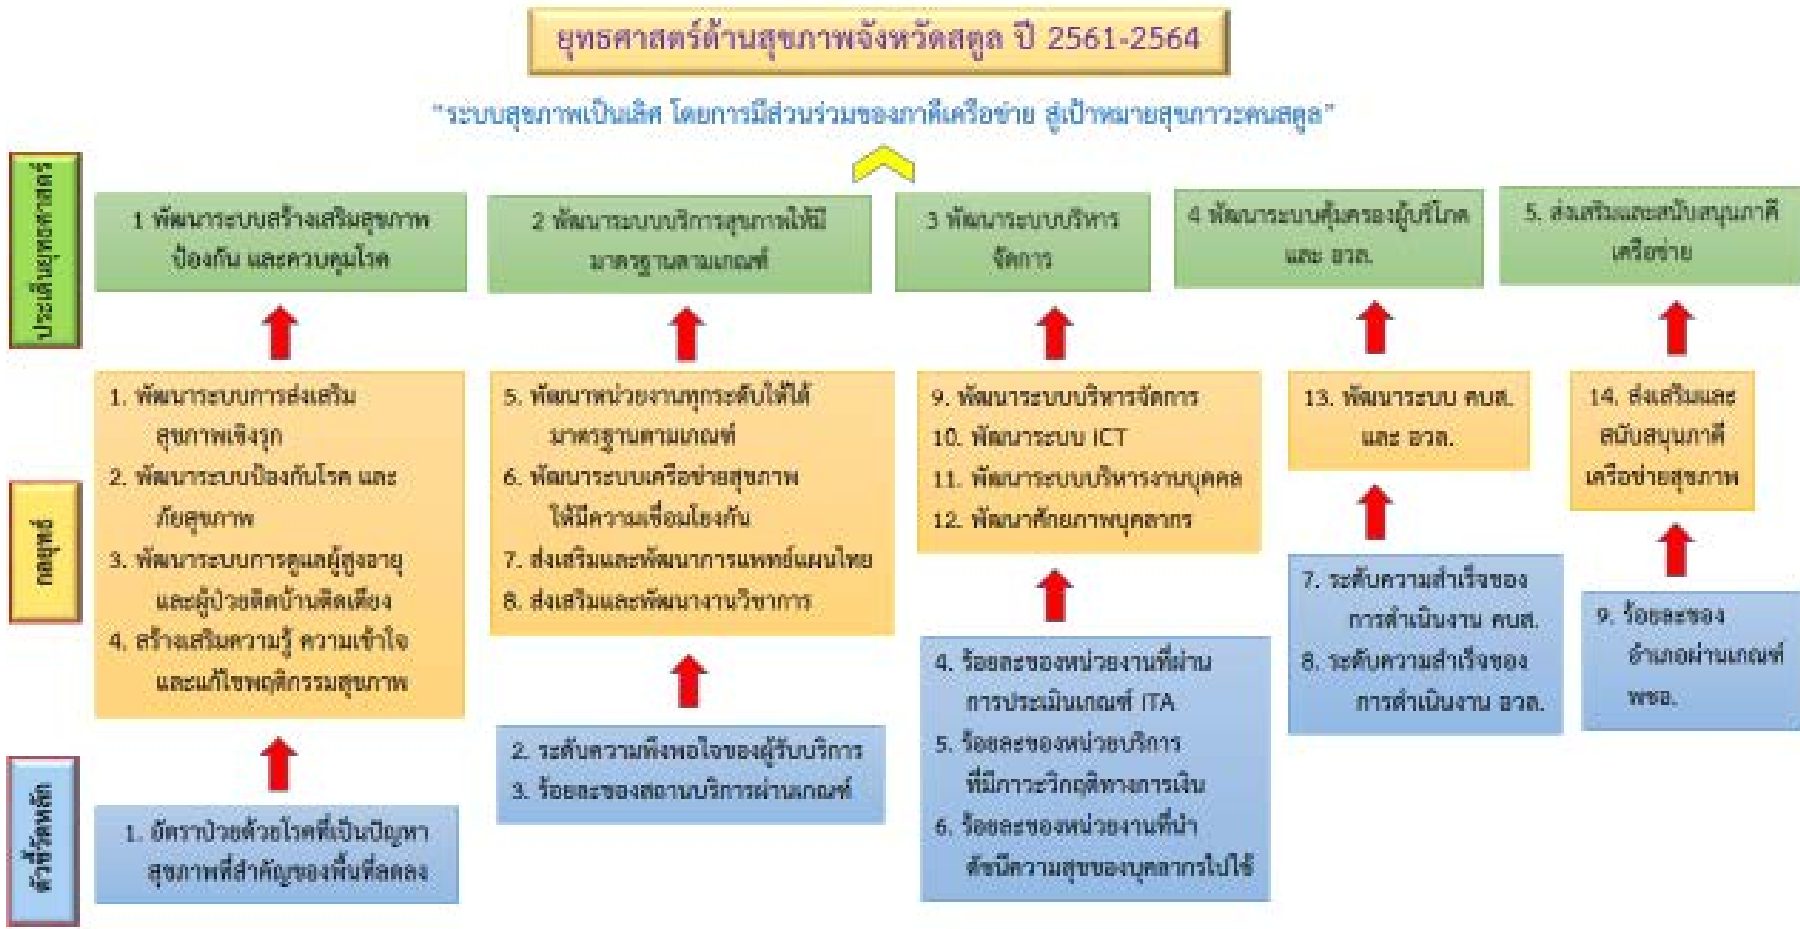 ยุทธศาสตร์ด้านสุขภาพจังหวัดสตูล ปี 2561-2564
"ระบบสุขภาพเป็นเลิศ โดยการมีส่วนร่วมของภาคีเครือข่าย สู่เป้าหมายสุขภาวะคนสตูล"
ประเด็นยุทธศาสตร์
1 พัฒนาระบบสร้างเสริมสุขภาพ
ป้องกัน และควบคุมโรค
2 พัฒนาระบบบริการสุขภาพให้มี
มาตรฐานตามเกณฑ์
3 พัฒนาระบบบริหาร
จัดการ
4 พัฒนาระบบคุ้มครองผู้บริโภค
และ อวล.
5. ส่งเสริมและสนับสนุนภาคี
เครือข่าย
กลยุทธ์
1. พัฒนาระบบการส่งเสริม
สุขภาพเชิงรุก
2. พัฒนาระบบป้องกันโรค และ
ภัยสุขภาพ
3. พัฒนาระบบการดูแลผู้สูงอายุ
และผู้ป่วยติดบ้านติดเตียง
4. สร้างเสริมความรู้ ความเข้าใจ
และแก้ไขพฤติกรรมสุขภาพ
5. พัฒนาหน่วยงานทุกระดับให้ได้
มาตรฐานตามเกณฑ์
6. พัฒนาระบบเครือข่ายสุขภาพ
ให้มีความเชื่อมโยงกัน
7. ส่งเสริมและพัฒนาการแพทย์แผนไทย
8. ส่งเสริมและพัฒนางานวิชาการ
9. พัฒนาระบบบริหารจัดการ
10. พัฒนาระบบ ICT
11. พัฒนาระบบบริหารงานบุคคล
12. พัฒนาศักยภาพบุคลากร
13. พัฒนาระบบ คบส.
และ อวล.
14. ส่งเสริมและ
สนับสนุนภาคี
เครือข่ายสุขภาพ
ตัวชี้วัดหลัก
1. อัตราป่วยด้วยโรคที่เป็นปัญหา
สุขภาพที่สำคัญของพื้นที่ลดลง
2. ระดับความพึงพอใจของผู้รับบริการ
3. ร้อยละของสถานบริการผ่านเกณฑ์
4. ร้อยละของหน่วยงานที่ผ่าน
การประเมินเกณฑ์ ITA
5. ร้อยละของหน่วยบริการ
ที่มีภาวะวิกฤติทางการเงิน
6. ร้อยละของหน่วยงานที่นำ
ดัชนีความสุขของบุคลากรไปใช้
7. ระดับความสำเร็จของ
การดำเนินงาน คบส.
8. ระดับความสำเร็จของ
การดำเนินงาน อวล.
9. ร้อยละของ
อำเภอผ่านเกณฑ์
พชอ.